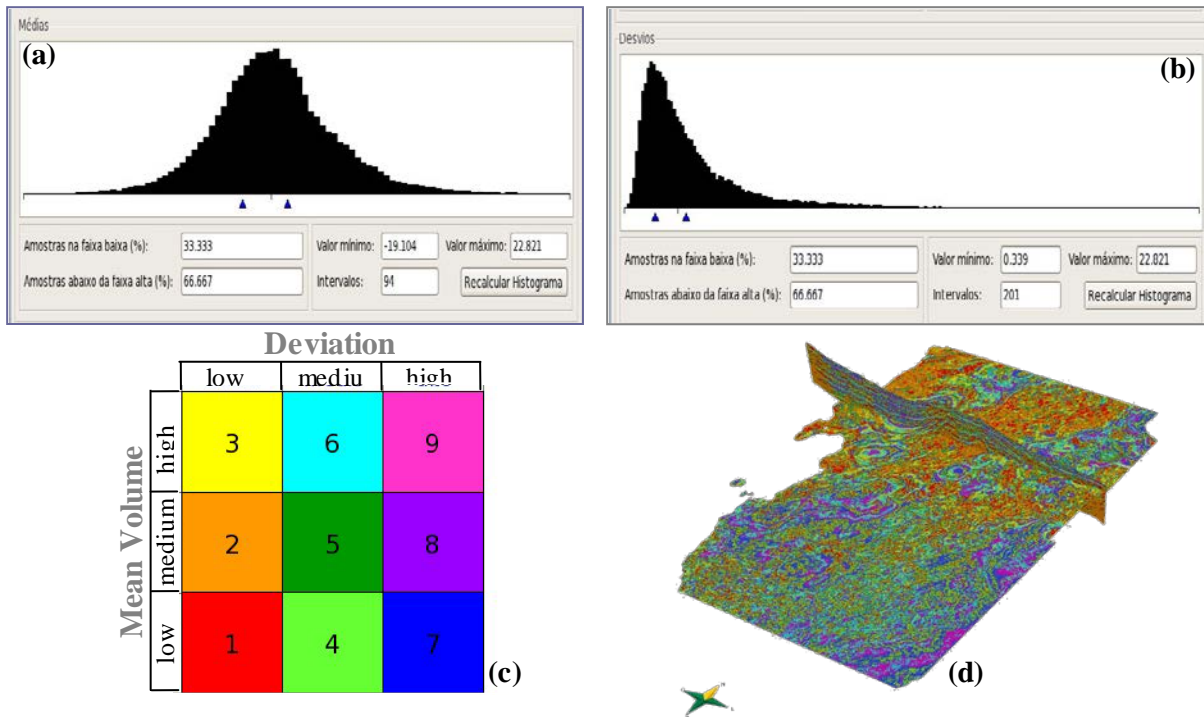 Médias
(a)
Amostras na faixa baixa (%): 33.333
Valor mínimo: -19.104 Valor máximo: 22.821
Amostras abaixo da faixa alta (%): 66.667
Intervalos: 94 Recalcular Histograma
Desvios
(b)
Amostras na faixa baixa (%): 33.333
Valor mínimo: 0.339 Valor máximo: 22.821
Amostras abaixo da faixa alta (%): 66.667
Intervalos: 201 Recalcular Histograma
Deviation
low mediu high
Mean Volume
high
3 6 9
medium
2 5 8
low
1 4 7
(c)
(d)